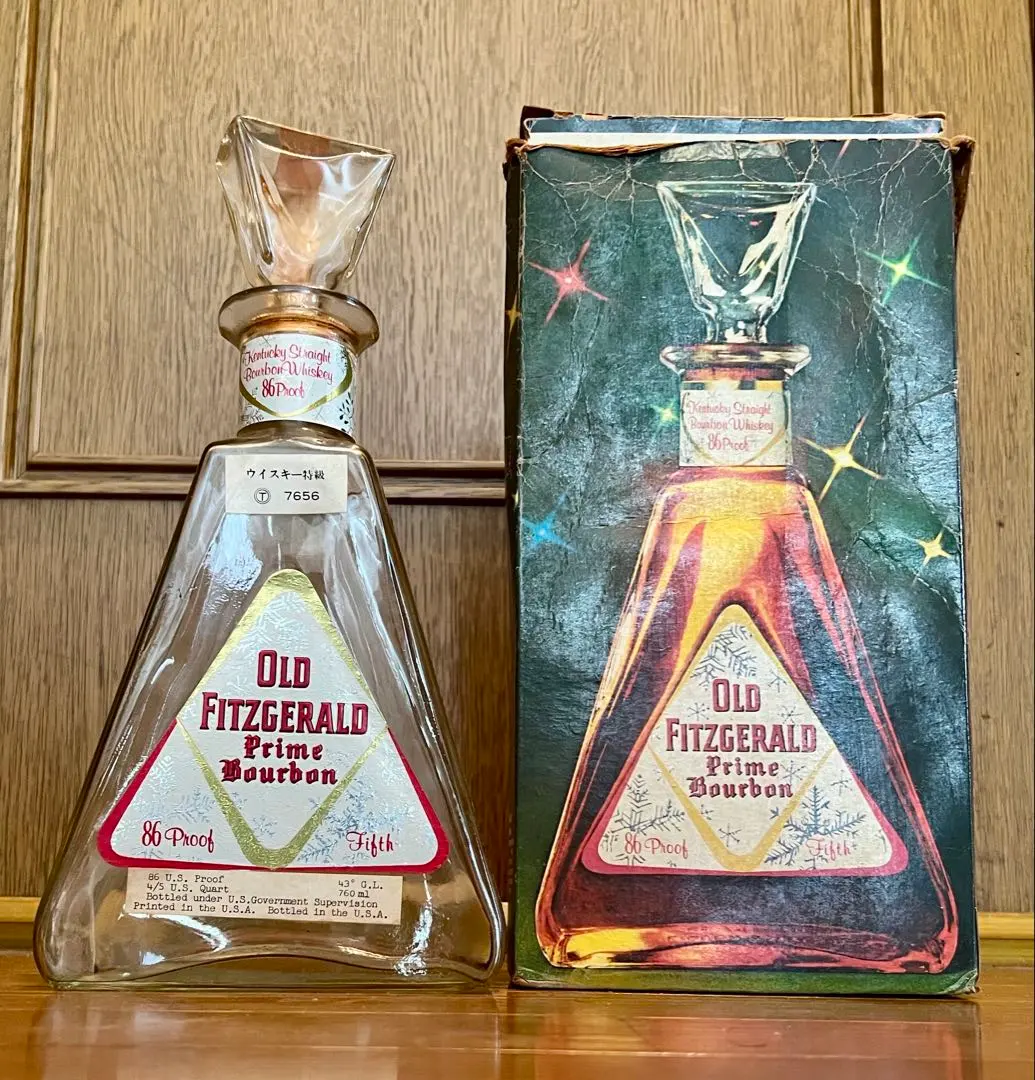 Kentucky Straight
Bourbon Whiskey
86 Proof
ウイスキー特級
Ⓣ 7656
OLD
FITZGERALD
Prime
Bourbon
86 Proof
Fifth
86 U.S. Proof
43° G.L.
4/5 U.S. Quart
760 ml
Bottled under U.S.Government Supervision
Printed in the U.S.A. Bottled in the U.S.A.
Kentucky Straight
Bourbon Whiskey
86 Proof
OLD
FITZGERALD
Prime
Bourbon
86 Proof
Fifth